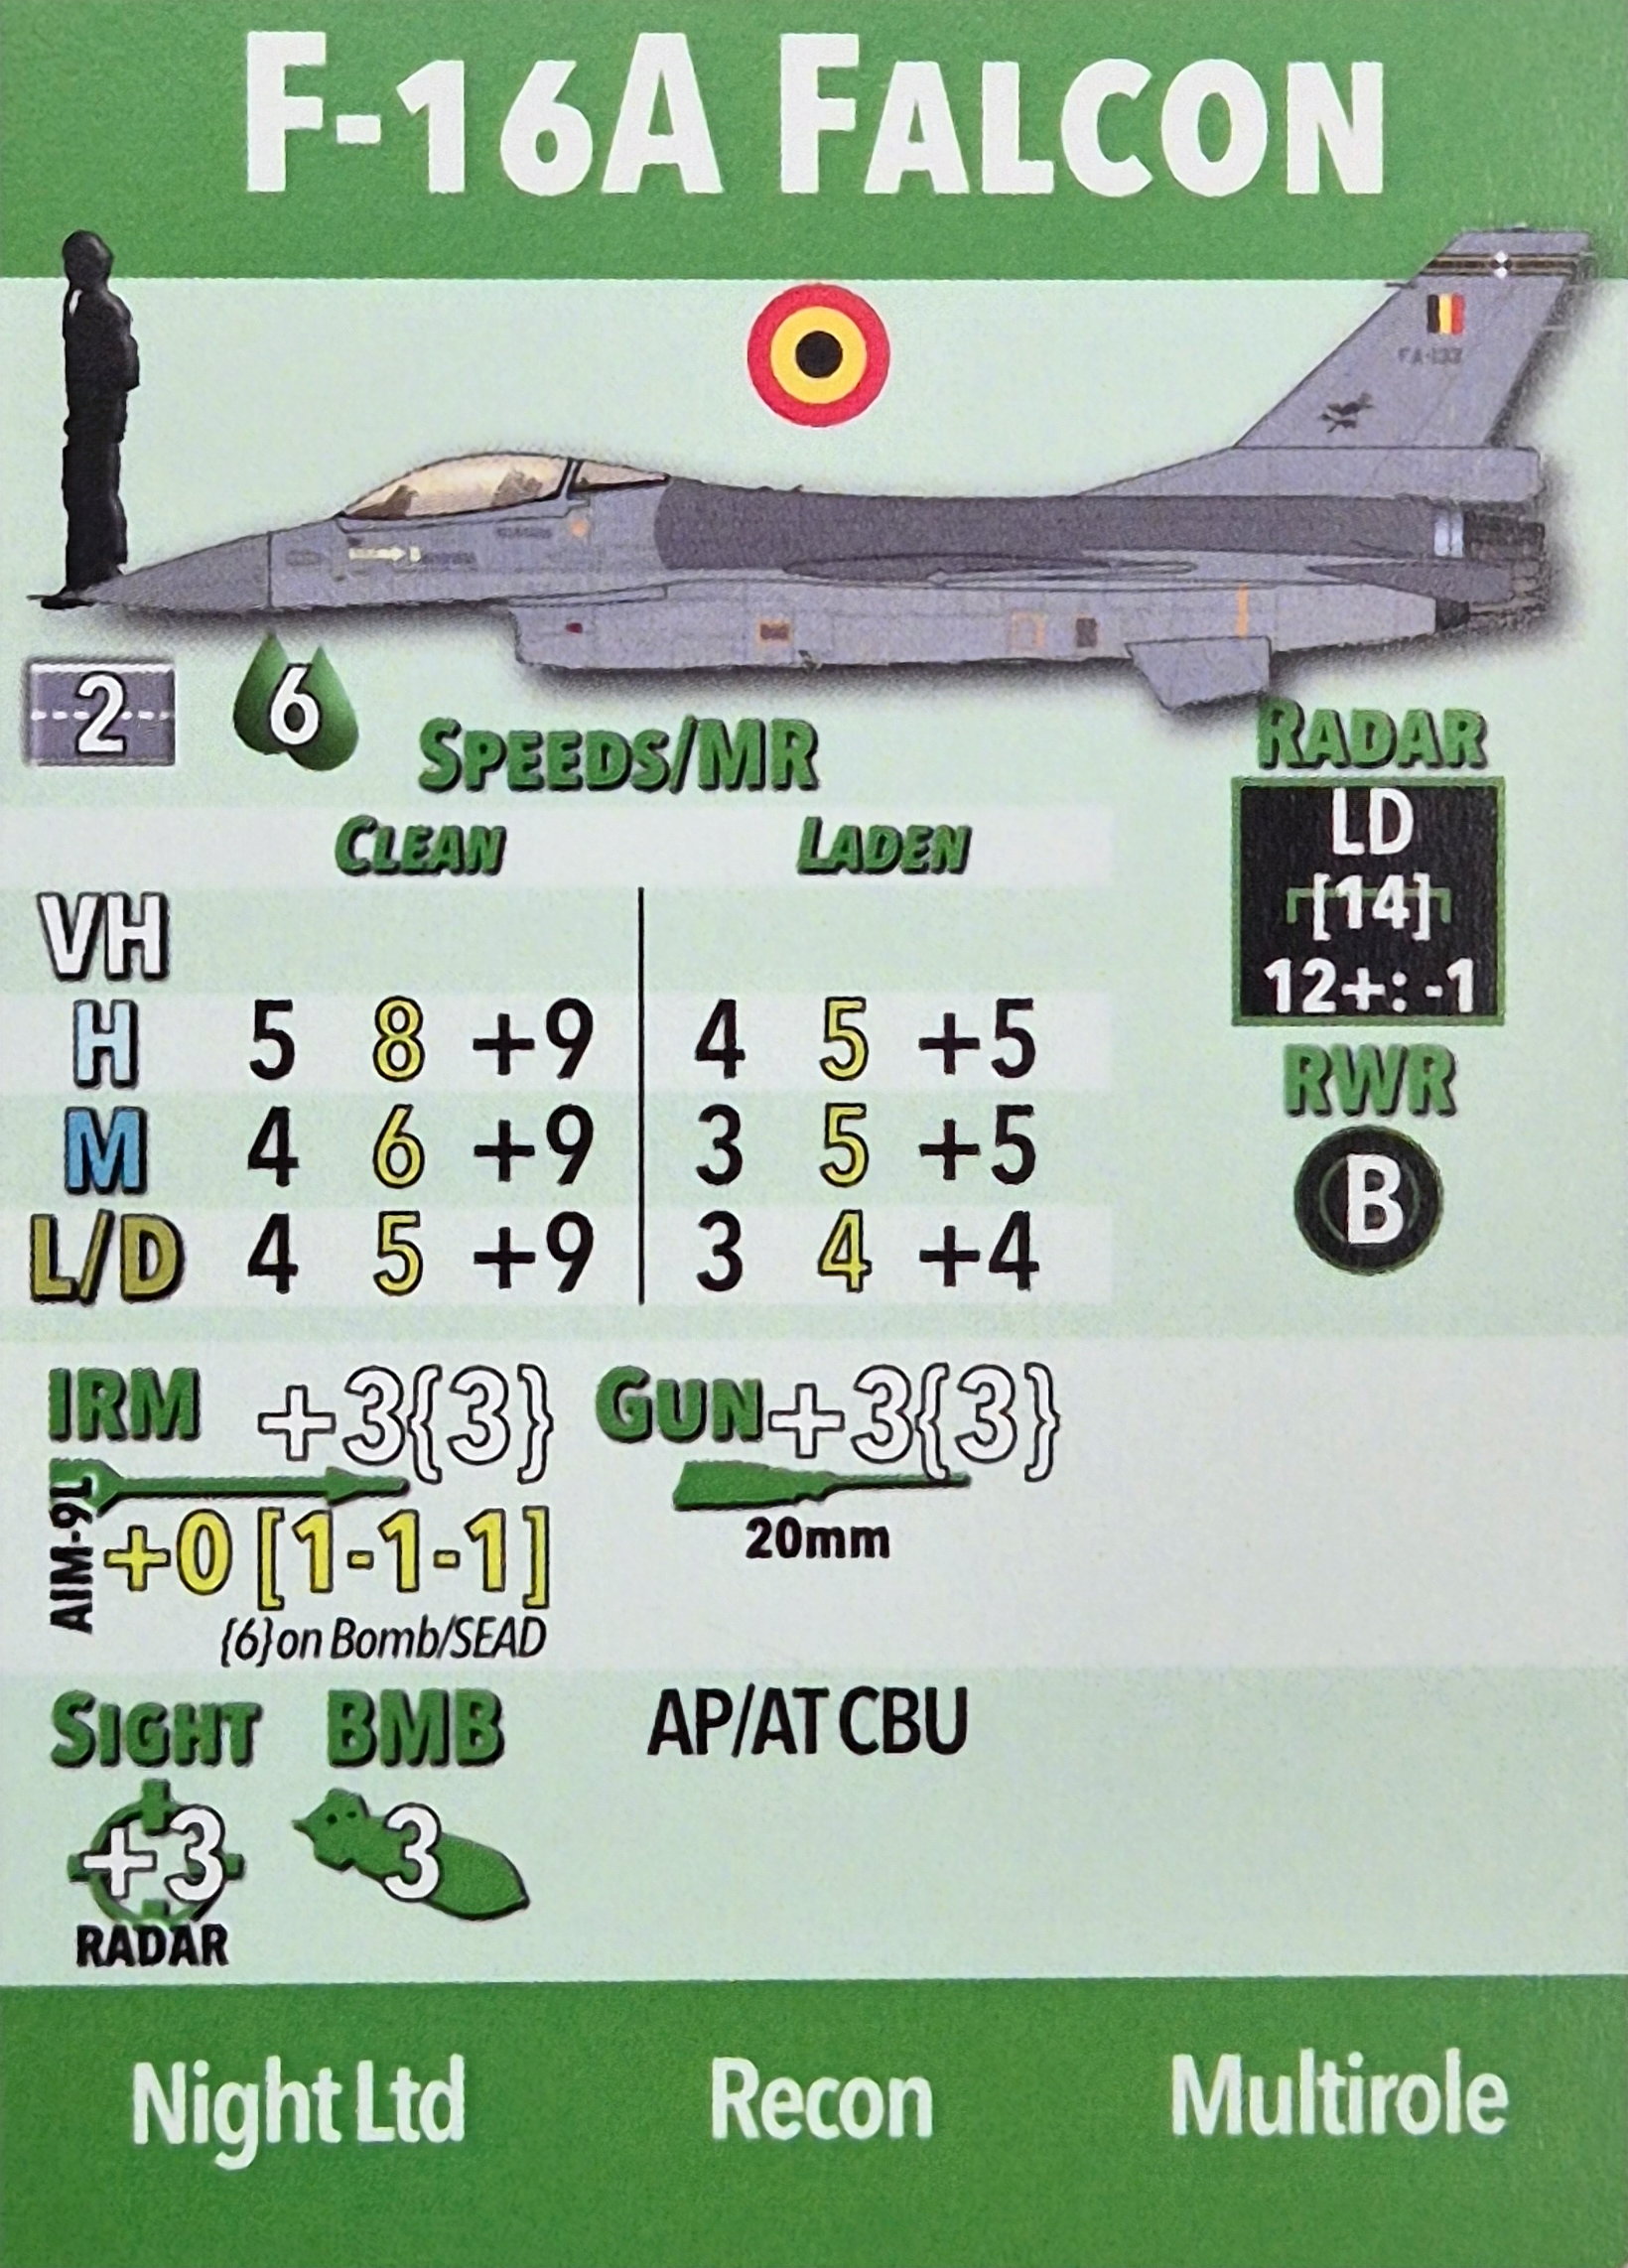 F-16A FALCON
FA-133
2 6
SPEEDS/MR
RADAR
CLEAN LADEN
LD
[14]
12+: -1
VH
H 5 8 +9 4 5 +5
M 4 6 +9 3 5 +5
L/D 4 5 +9 3 4 +4
RWR
B
IRM +3{3} GUN +3{3}
AIM-9L +0 [1-1-1]
20mm
{6}on Bomb/SEAD
SIGHT BMB AP/AT CBU
+3 3
RADAR
Night Ltd Recon Multirole